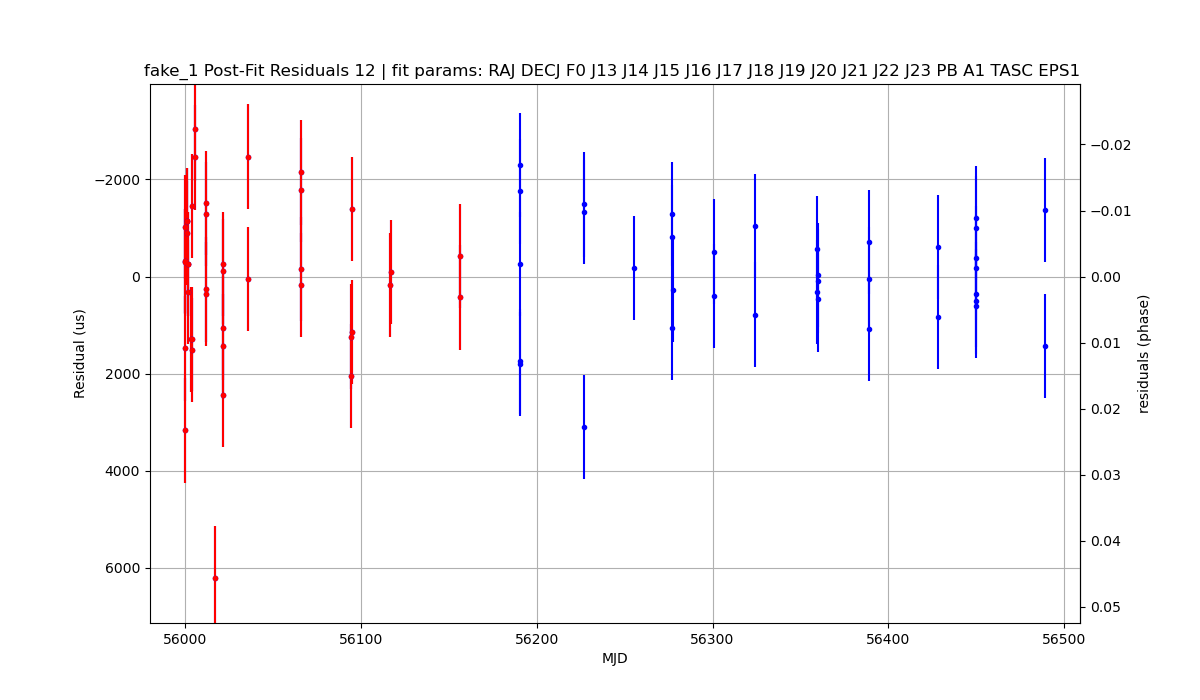 fake_1 Post-Fit Residuals 12 | fit params: RAJ DECJ F0 J13 J14 J15 J16 J17 J18 J19 J20 J21 J22 J23 PB A1 TASC EPS1
−2000
0
2000
4000
6000
Residual (us)
−0.02
−0.01
0.00
0.01
0.02
0.03
0.04
0.05
residuals (phase)
56000 56100 56200 56300 56400 56500
MJD